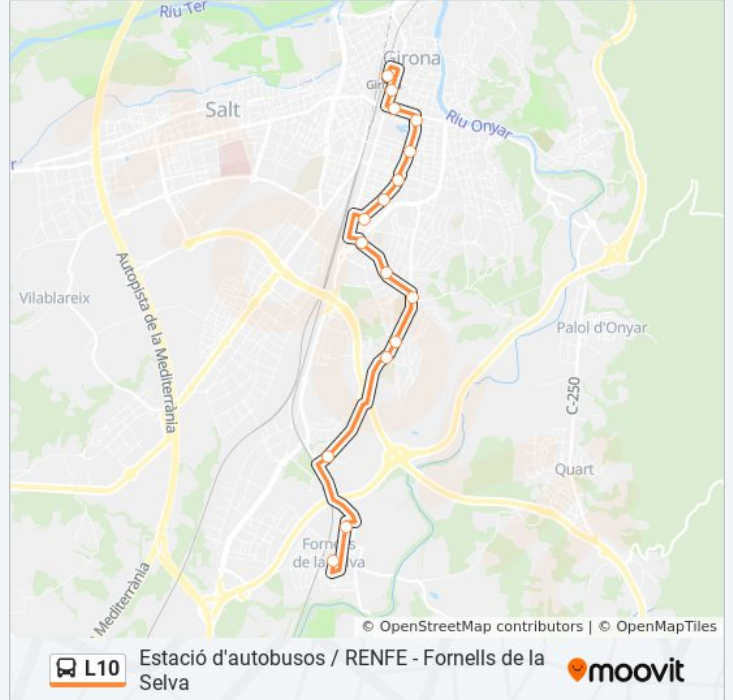 Riu Ter
Girona
Salt
Riu Onyar
Autopista de la Mediterrània
Vilablareix
Palol d'Onyar
C-250
Quart
Fornells
de la Selva
Mediterrània
© OpenStreetMap contributors | © OpenMapTiles
L10
Estació d'autobusos / RENFE - Fornells de la
Selva
moovit